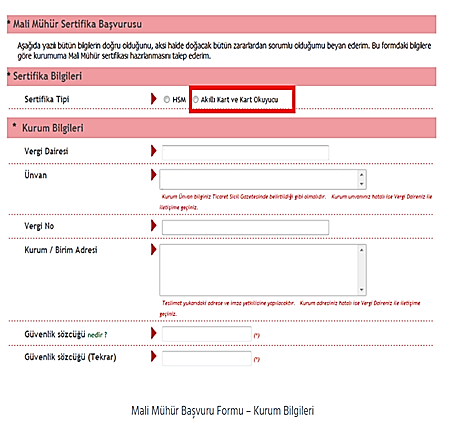 * Mali Mühür Sertifika Başvurusu
Aşağıda yazılı bütün bilgilerin doğru olduğunu, aksi halde doğacak bütün zararlardan sorumlu olduğumu beyan ederim. Bu formdaki bilgilere
göre kurumuma Mali Mühür sertifikası hazırlanmasını talep ederim.
* Sertifika Bilgileri
Sertifika Tipi HSM Akıllı Kart ve Kart Okuyucu
* Kurum Bilgileri
Vergi Dairesi
Ünvan
Kurum Ünvan bilginiz Ticaret Sicil Gazetesinde belirtildiği gibi olmalıdır. Kurum unvanınız hatalı ise Vergi Daireniz ile
iletişime geçiniz.
Vergi No
Kurum / Birim Adresi
Teslimat yukarıdaki adrese ve imza yetkilisine yapılacaktır. Kurum adresiniz hatalı ise Vergi Daireniz ile iletişime
geçiniz.
Güvenlik sözcüğü nedir ? (*)
Güvenlik sözcüğü (Tekrar) (*)
Mali Mühür Başvuru Formu – Kurum Bilgileri